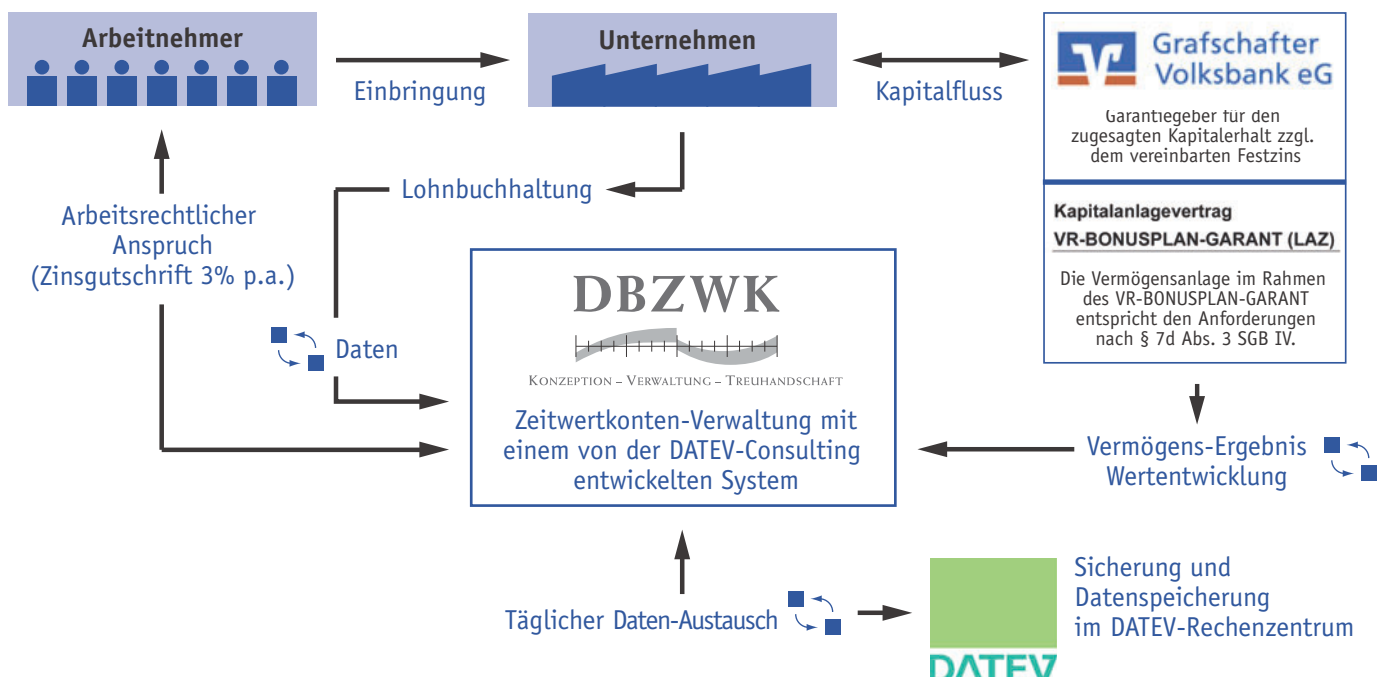 Arbeitnehmer
Einbringung
Unternehmen
Kapitalfluss
Grafschafter
Volksbank eG
Garantiegeber für den
zugesagten Kapitalerhalt zzgl.
dem vereinbarten Festzins
Kapitalanlagevertrag
VR-BONUSPLAN-GARANT (LAZ)
Die Vermögensanlage im Rahmen
des VR-BONUSPLAN-GARANT
entspricht den Anforderungen
nach § 7d Abs. 3 SGB IV.
Lohnbuchhaltung
Arbeitsrechtlicher
Anspruch
(Zinsgutschrift 3% p.a.)
Daten
DBZWK
KONZEPTION – VERWALTUNG – TREUHANDSCHAFT
Zeitwertkonten-Verwaltung mit
einem von der DATEV-Consulting
entwickelten System
Vermögens-Ergebnis
Wertentwicklung
Täglicher Daten-Austausch
DATEV
Sicherung und
Datenspeicherung
im DATEV-Rechenzentrum